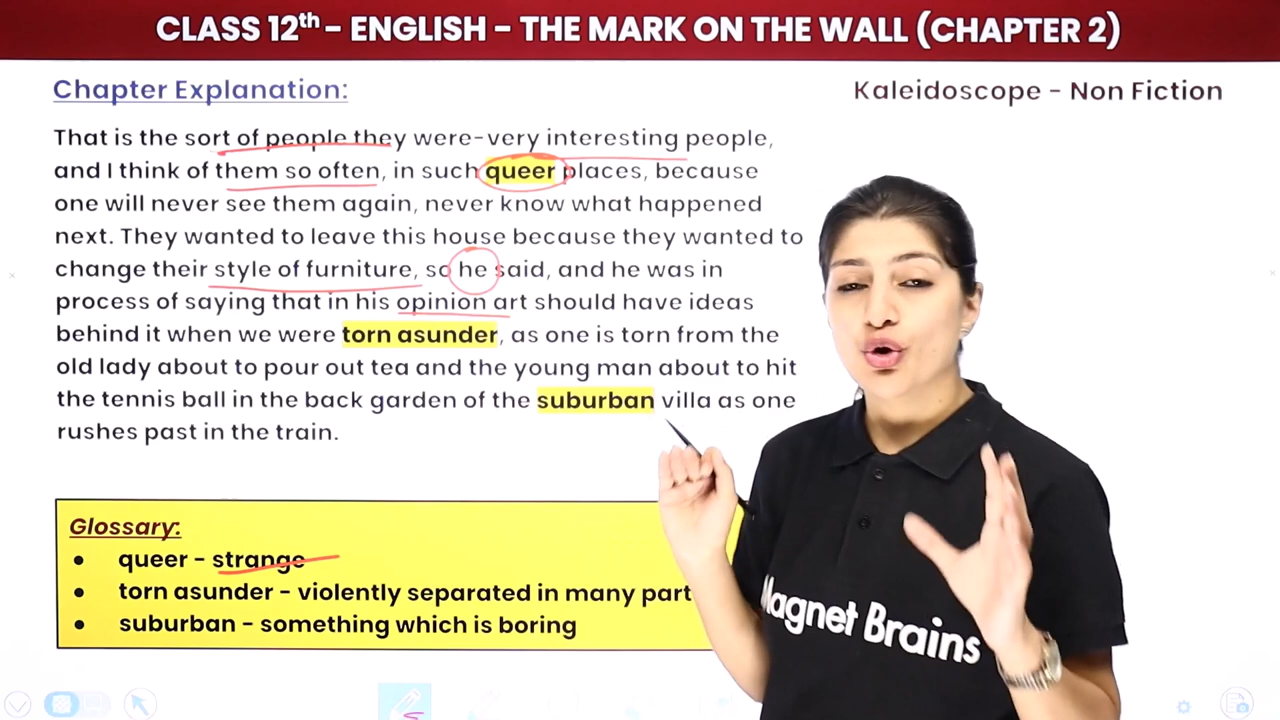 CLASS 12th – ENGLISH – THE MARK ON THE WALL (CHAPTER 2)
Chapter Explanation:
Kaleidoscope - Non Fiction
That is the sort of people they were-very interesting people,
and I think of them so often, in such queer places, because
one will never see them again, never know what happened
next. They wanted to leave this house because they wanted to
change their style of furniture, so he said, and he was in
process of saying that in his opinion art should have ideas
behind it when we were torn asunder, as one is torn from the
old lady about to pour out tea and the young man about to hit
the tennis ball in the back garden of the suburban villa as one
rushes past in the train.
Glossary:
● queer - strange
● torn asunder - violently separated in many part
● suburban - something which is boring
Magnet Brains